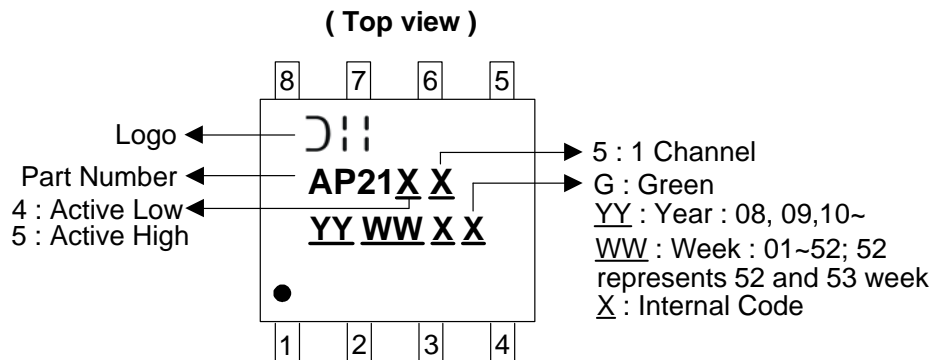 ( Top view )
8 7 6 5
Logo
Part Number
4 : Active Low
5 : Active High
AP21X X
YY WW X X
5 : 1 Channel
G : Green
YY : Year : 08, 09,10~
WW : Week : 01~52; 52
represents 52 and 53 week
X : Internal Code
1 2 3 4